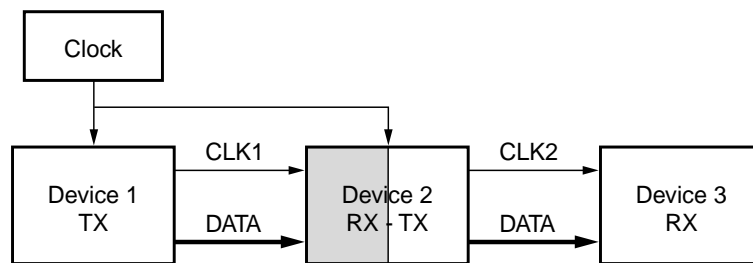 Clock
CLK1
CLK2
Device 1
TX
Device 2
RX - TX
Device 3
RX
DATA
DATA